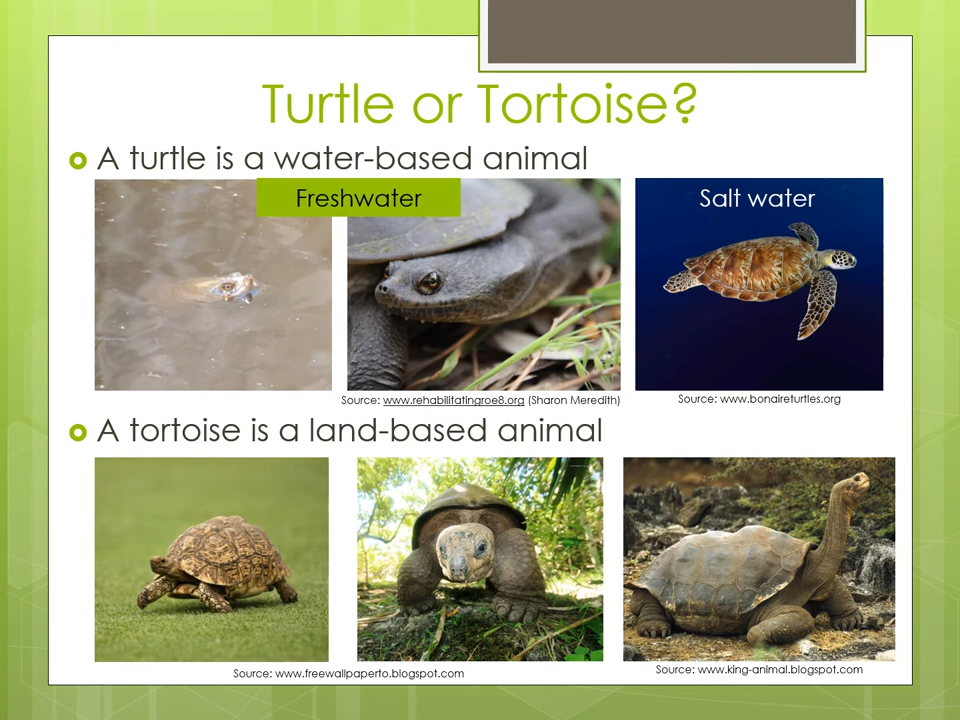 Turtle or Tortoise?
A turtle is a water-based animal
Freshwater
Salt water
Source: www.rehabilitatingroe8.org (Sharon Meredith)
Source: www.bonaireturtles.org
A tortoise is a land-based animal
Source: www.freewallpaperto.blogspot.com
Source: www.king-animal.blogspot.com